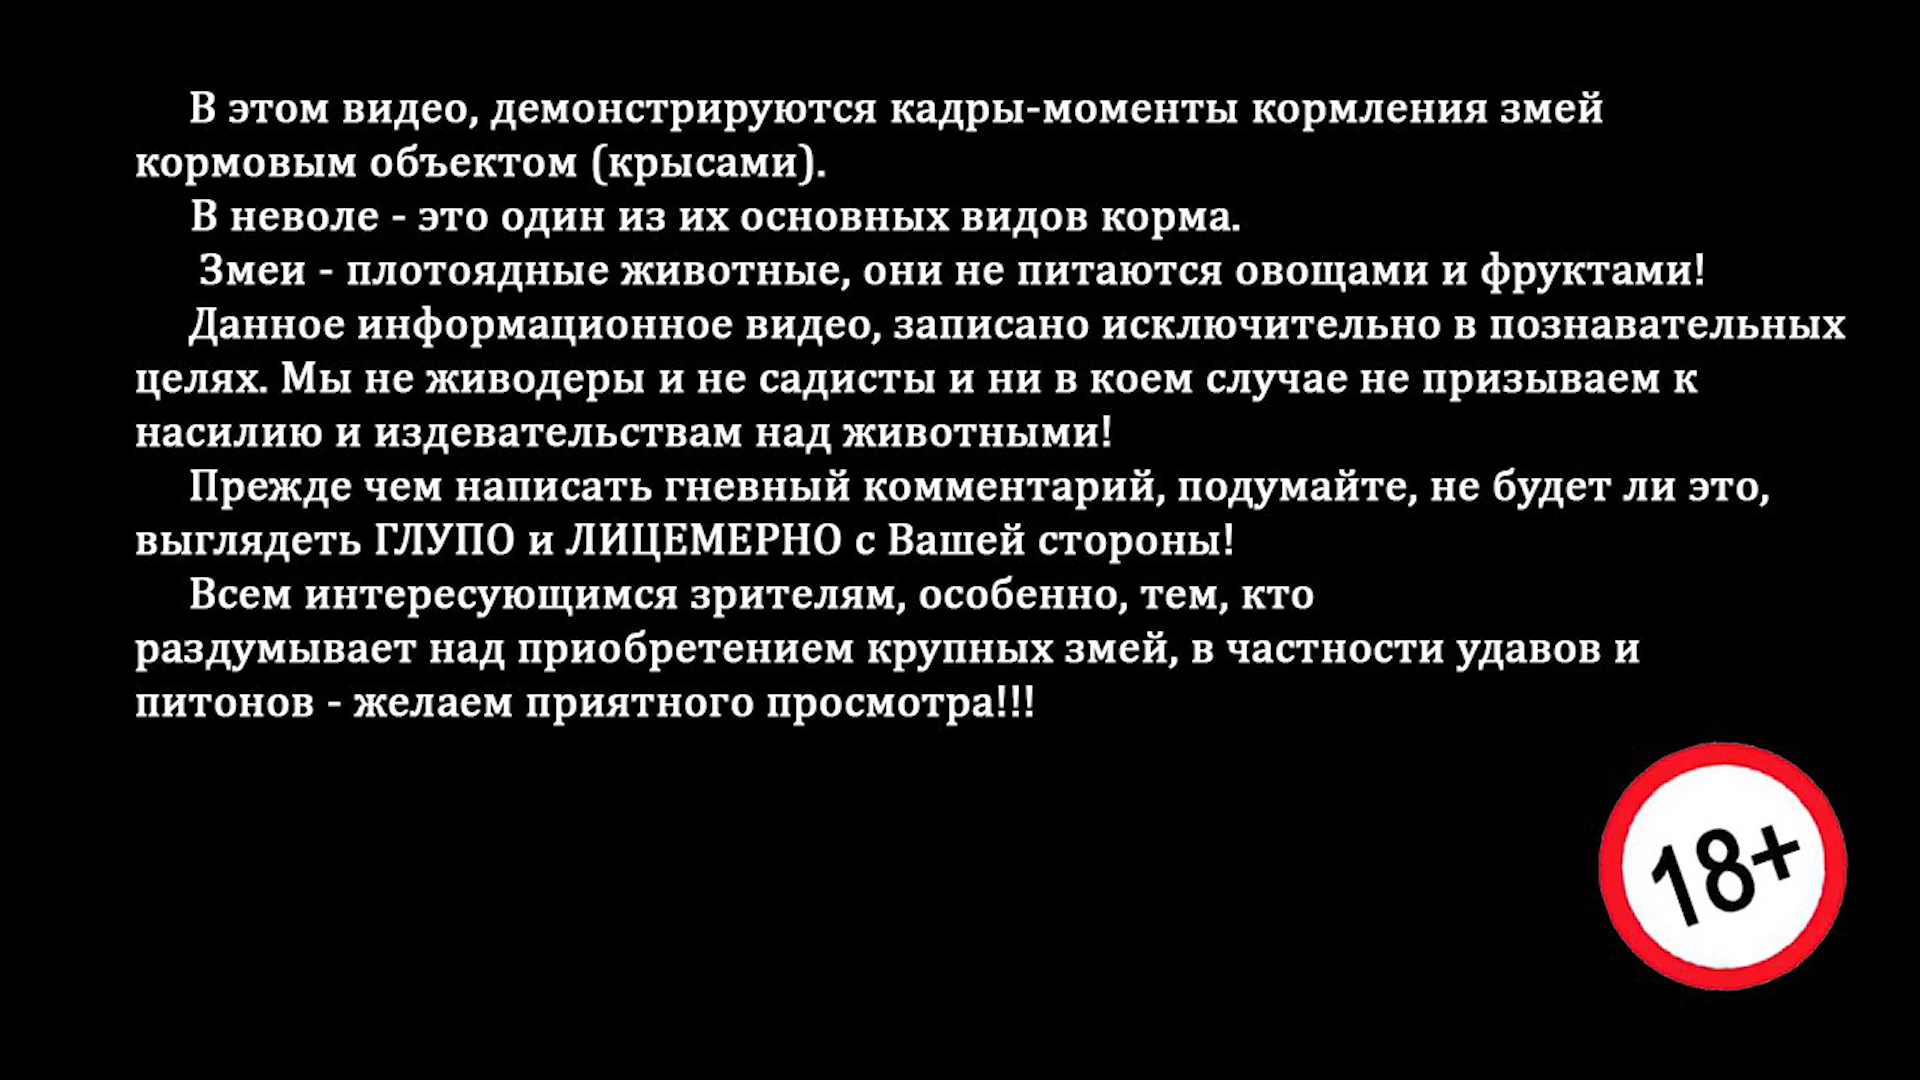 В этом видео, демонстрируются кадры-моменты кормления змей
кормовым объектом (крысами).
В неволе - это один из их основных видов корма.
Змеи - плотоядные животные, они не питаются овощами и фруктами!
Данное информационное видео, записано исключительно в познавательных
целях. Мы не живодеры и не садисты и ни в коем случае не призываем к
насилию и издевательствам над животными!
Прежде чем написать гневный комментарий, подумайте, не будет ли это,
выглядеть ГЛУПО и ЛИЦЕМЕРНО с Вашей стороны!
Всем интересующимся зрителям, особенно, тем, кто
раздумывает над приобретением крупных змей, в частности удавов и
питонов - желаем приятного просмотра!!!
18+